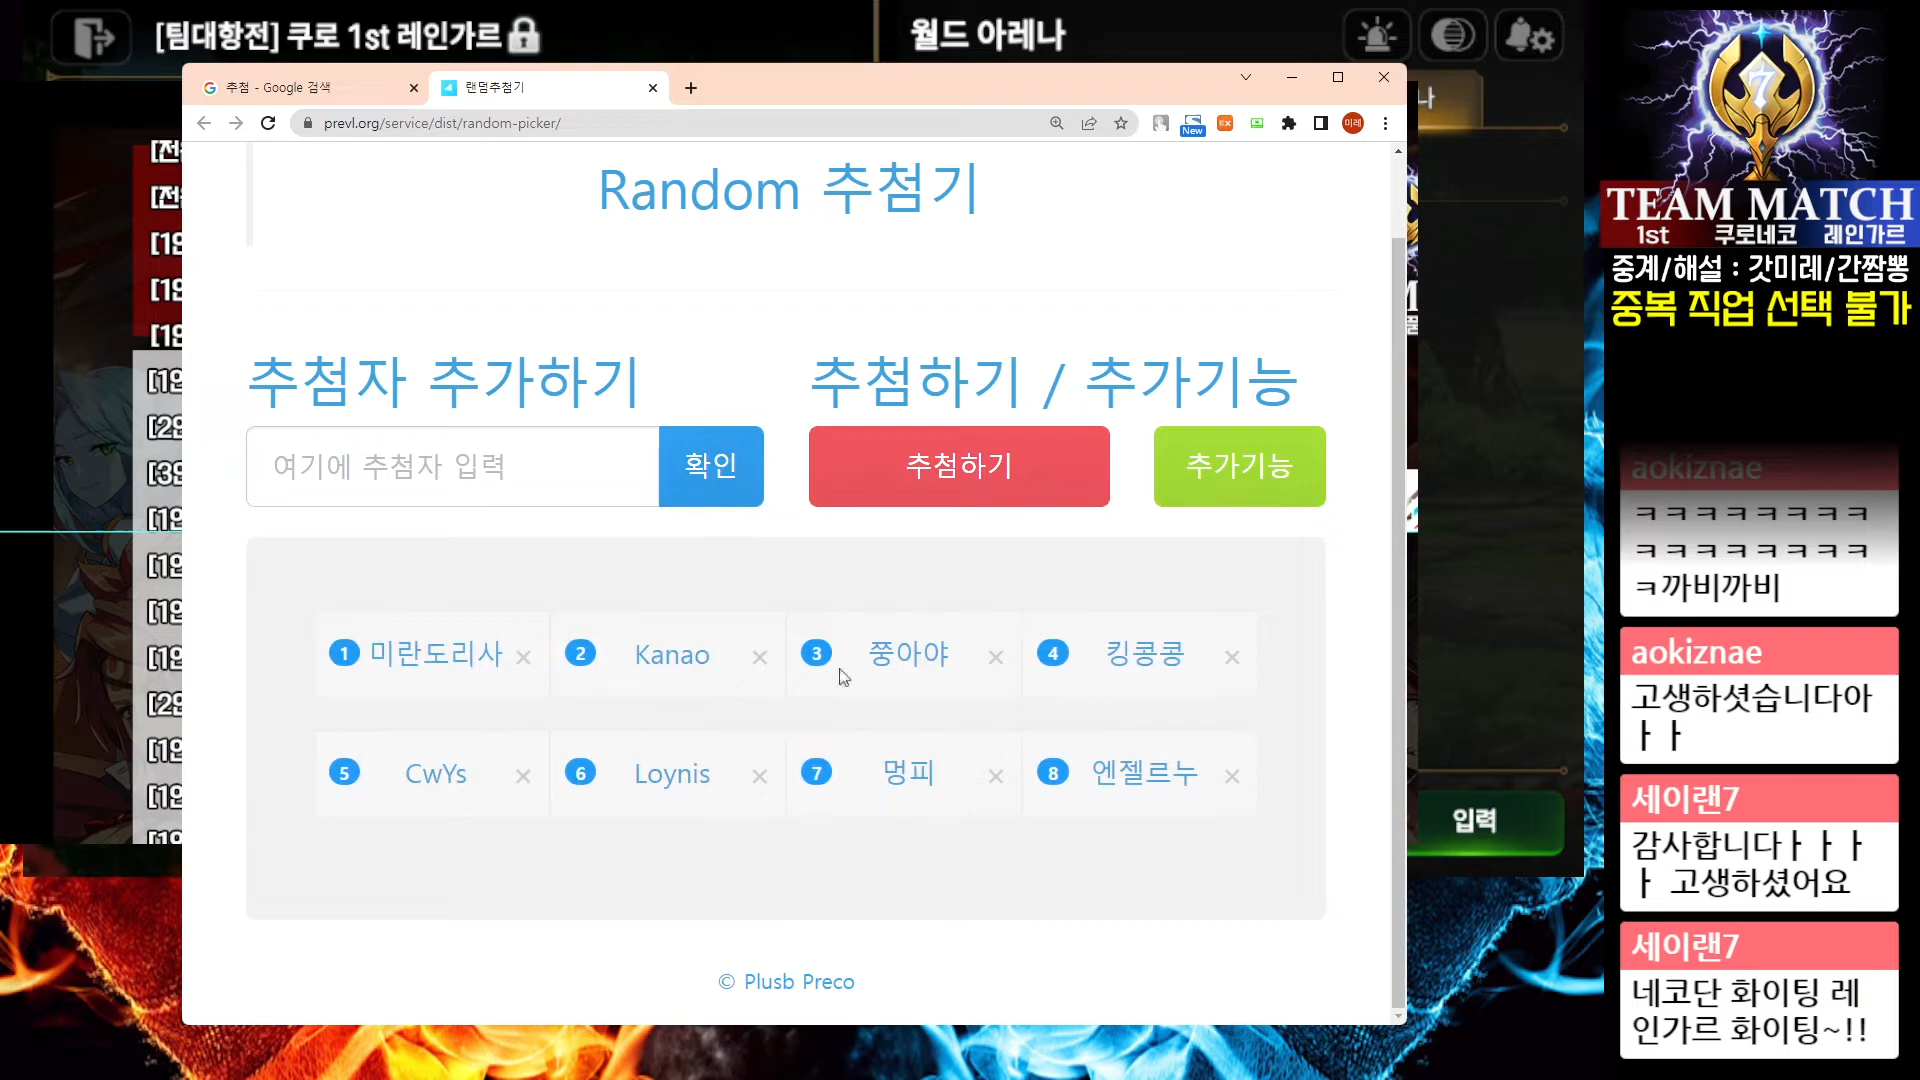 [팀대항전] 쿠로 1st 레인가르
월드 아레나
추첨 - Google 검색
랜덤추첨기
prevl.org/service/dist/random-picker/
New
미레
Random 추첨기
추첨자 추가하기
추첨하기 / 추가기능
여기에 추첨자 입력
확인
추첨하기
추가기능
1 미란도리사
2 Kanao
3 쭝아야
4 킹콩콩
5 CwYs
6 Loynis
7 멍피
8 엔젤르누
© Plusb Preco
입력
7
TEAM MATCH
1st 쿠로네코 레인가르
중계/해설 : 갓미레/간짬뽕
중복 직업 선택 불가
aokiznae
ㅋㅋㅋㅋㅋㅋㅋㅋ
ㅋㅋㅋㅋㅋㅋㅋㅋ
ㅋ까비까비
aokiznae
고생하셧습니다아
ㅏㅏ
세이랜7
감사합니다ㅏㅏㅏ
ㅏ 고생하셨어요
세이랜7
네코단 화이팅 레
인가르 화이팅~!!